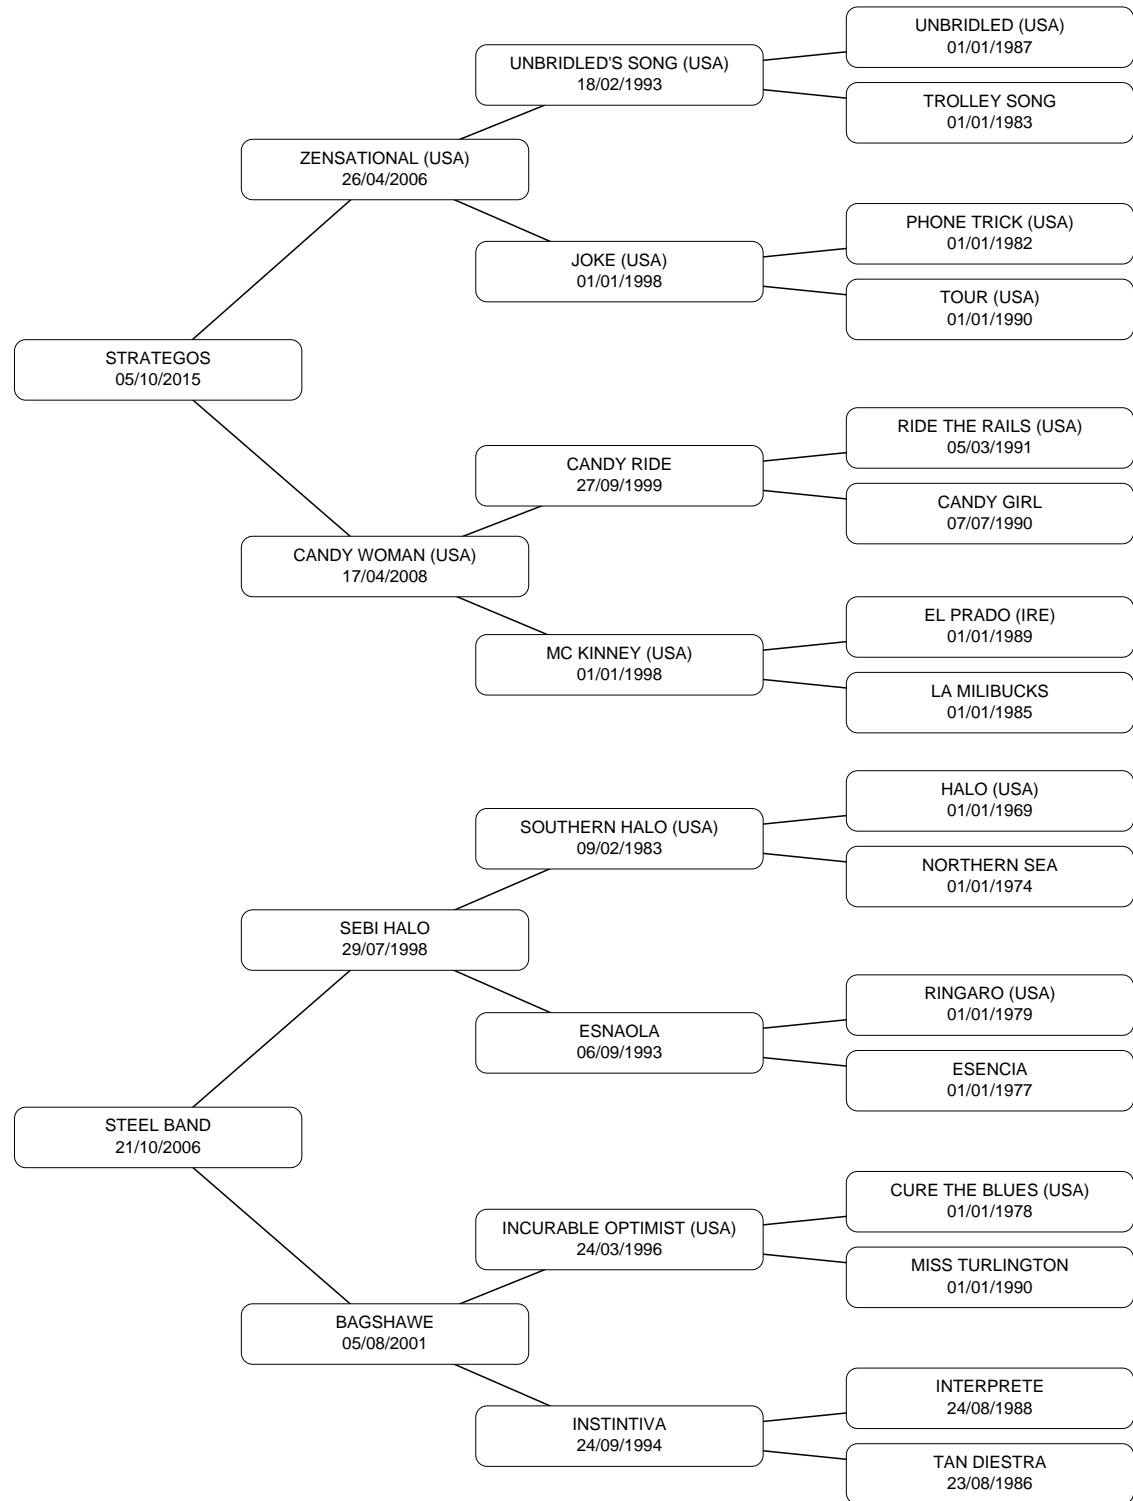 UNBRIDLED (USA)
01/01/1987
UNBRIDLED'S SONG (USA)
18/02/1993
TROLLEY SONG
01/01/1983
ZENSATIONAL (USA)
26/04/2006
PHONE TRICK (USA)
01/01/1982
JOKE (USA)
01/01/1998
TOUR (USA)
01/01/1990
STRATEGOS
05/10/2015
RIDE THE RAILS (USA)
05/03/1991
CANDY RIDE
27/09/1999
CANDY GIRL
07/07/1990
CANDY WOMAN (USA)
17/04/2008
EL PRADO (IRE)
01/01/1989
MC KINNEY (USA)
01/01/1998
LA MILIBUCKS
01/01/1985
HALO (USA)
01/01/1969
SOUTHERN HALO (USA)
09/02/1983
NORTHERN SEA
01/01/1974
SEBI HALO
29/07/1998
RINGARO (USA)
01/01/1979
ESNAOLA
06/09/1993
ESENCIA
01/01/1977
STEEL BAND
21/10/2006
CURE THE BLUES (USA)
01/01/1978
INCURABLE OPTIMIST (USA)
24/03/1996
MISS TURLINGTON
01/01/1990
BAGSHAWE
05/08/2001
INTERPRETE
24/08/1988
INSTINTIVA
24/09/1994
TAN DIESTRA
23/08/1986